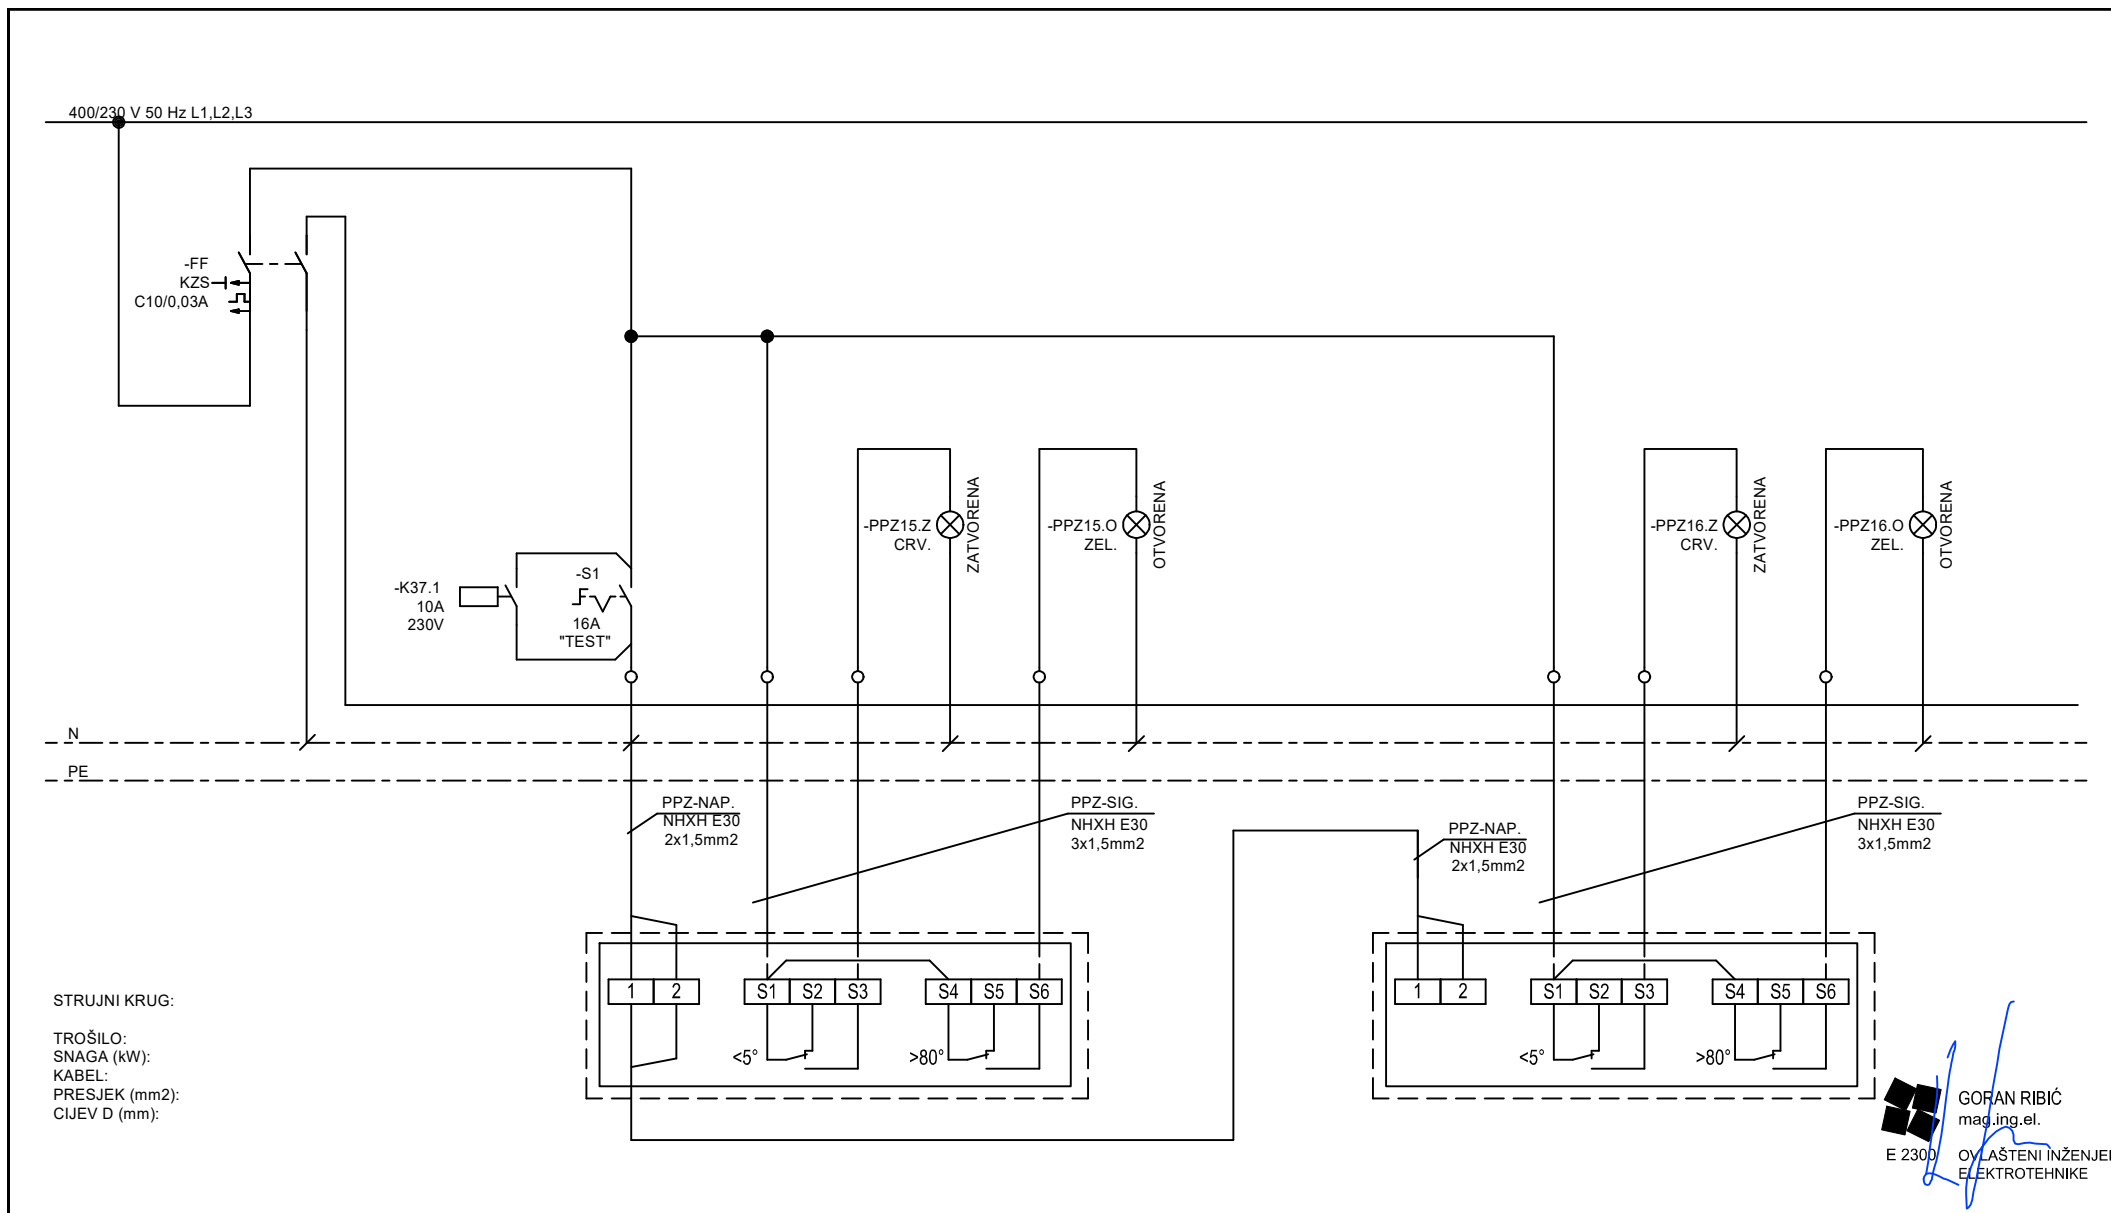 400/230 V 50 Hz L1,L2,L3
-FF
KZS
C10/0,03A
-K37.1
10A
230V
-S1
16A
"TEST"
-PPZ15.Z
CRV.
ZATVORENA
-PPZ15.O
ZEL.
OTVORENA
-PPZ16.Z
CRV.
ZATVORENA
-PPZ16.O
ZEL.
OTVORENA
N
PE
PPZ-NAP.
NHXH E30
2x1,5mm2
PPZ-SIG.
NHXH E30
3x1,5mm2
PPZ-NAP.
NHXH E30
2x1,5mm2
PPZ-SIG.
NHXH E30
3x1,5mm2
1 2 S1 S2 S3 S4 S5 S6
<5° >80°
1 2 S1 S2 S3 S4 S5 S6
<5° >80°
STRUJNI KRUG:
TROŠILO:
SNAGA (kW):
KABEL:
PRESJEK (mm2):
CIJEV D (mm):
GORAN RIBIĆ
mag.ing.el.
E 2300
OVLAŠTENI INŽENJER
ELEKTROTEHNIKE